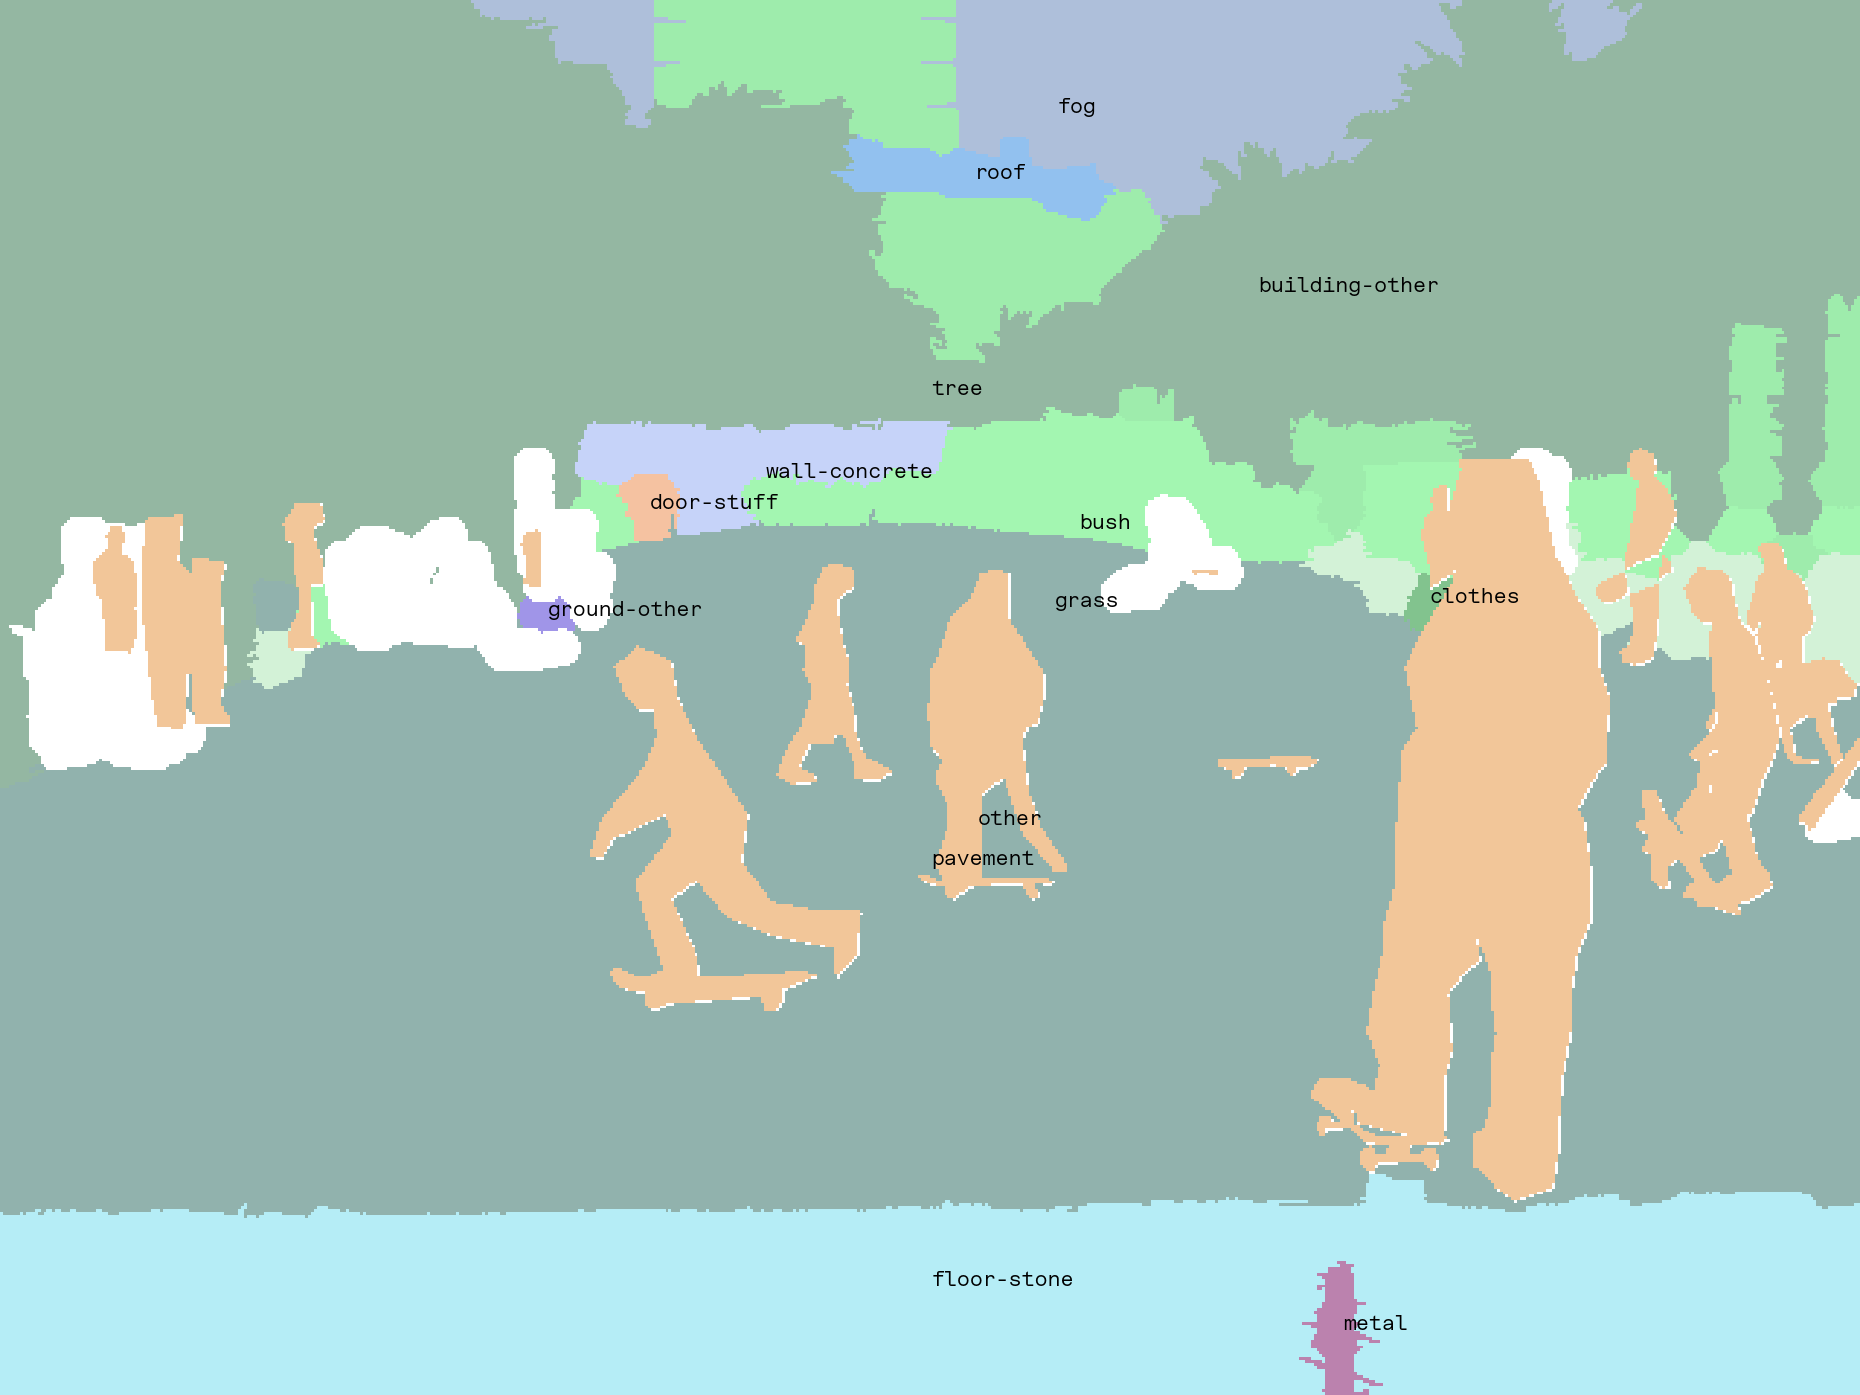 fog
roof
building-other
tree
wall-concrete
door-stuff
bush
clothes
grass
ground-other
other
pavement
floor-stone
metal